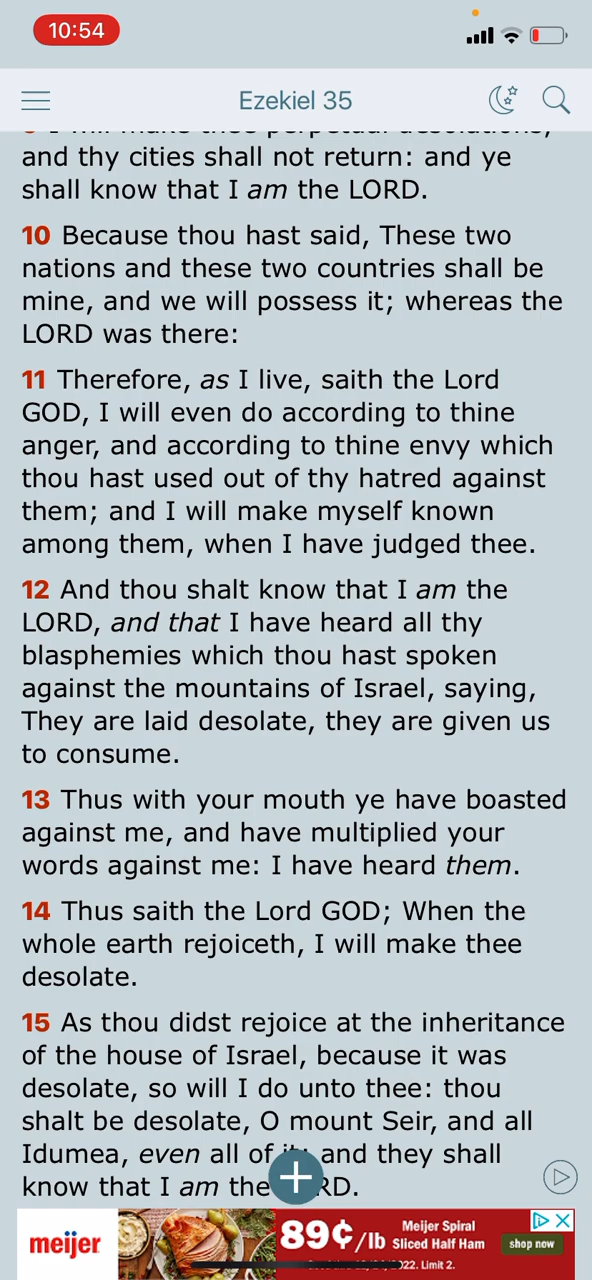 10:54
Ezekiel 35
and thy cities shall not return: and ye
shall know that I am the LORD.
10 Because thou hast said, These two
nations and these two countries shall be
mine, and we will possess it; whereas the
LORD was there:
11 Therefore, as I live, saith the Lord
GOD, I will even do according to thine
anger, and according to thine envy which
thou hast used out of thy hatred against
them; and I will make myself known
among them, when I have judged thee.
12 And thou shalt know that I am the
LORD, and that I have heard all thy
blasphemies which thou hast spoken
against the mountains of Israel, saying,
They are laid desolate, they are given us
to consume.
13 Thus with your mouth ye have boasted
against me, and have multiplied your
words against me: I have heard them.
14 Thus saith the Lord GOD; When the
whole earth rejoiceth, I will make thee
desolate.
15 As thou didst rejoice at the inheritance
of the house of Israel, because it was
desolate, so will I do unto thee: thou
shalt be desolate, O mount Seir, and all
Idumea, even all of it: and they shall
know that I am the RD.
meijer
89¢/lb
Meijer Spiral
Sliced Half Ham
shop now
Limit 2.